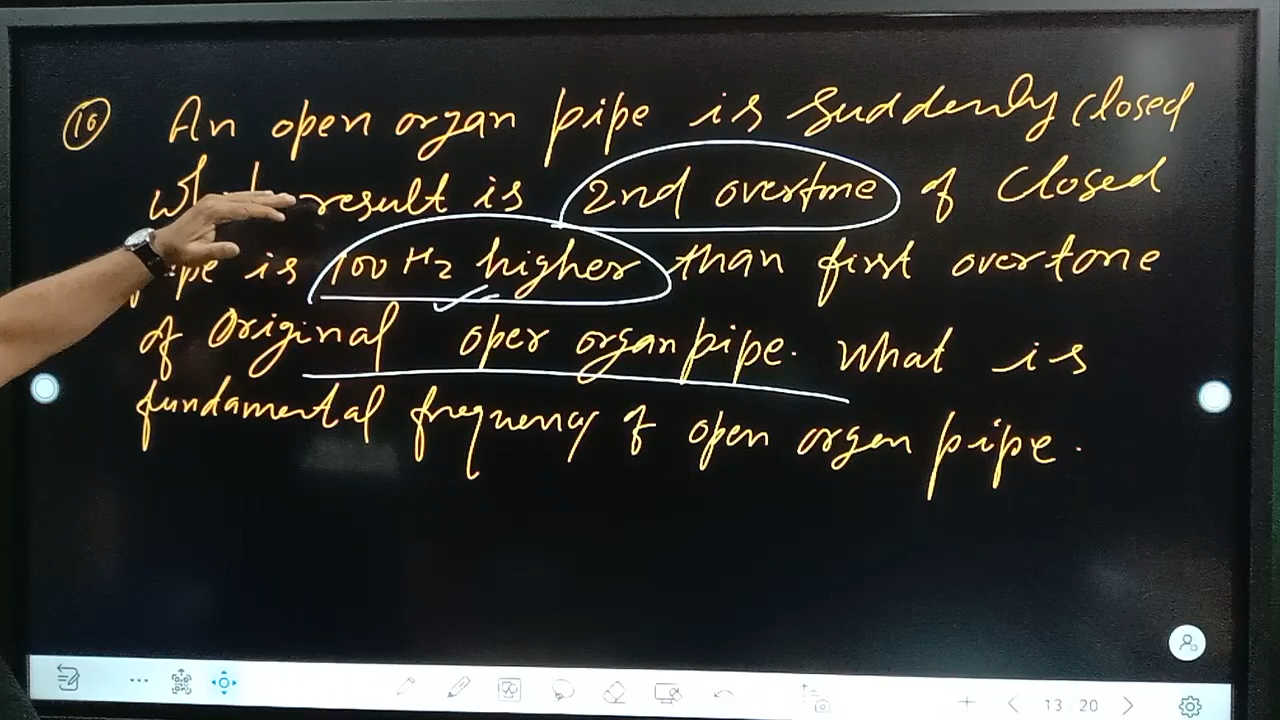 16 An open organ pipe is suddenly closed
result is 2nd overtone of closed
is 100 Hz higher than first overtone
of original open organ pipe. What is
fundamental frequency of open organ pipe.
13 20